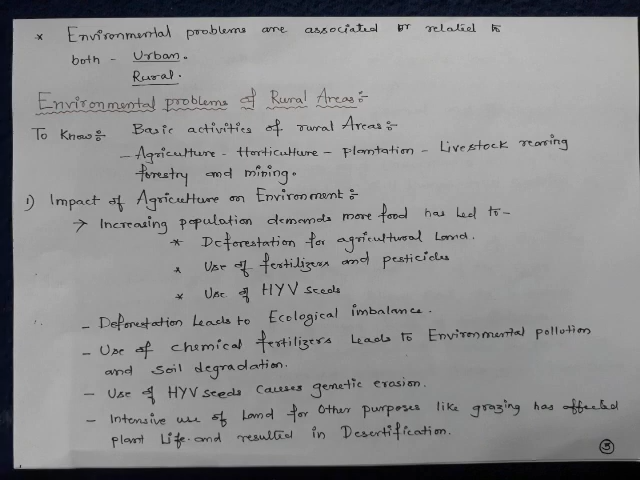 * Environmental problems are associated or related to
both - Urban.
Rural.
Environmental problems of Rural Areas:-
To Know:- Basic activities of rural Areas:-
- Agriculture - Horticulture - plantation - Livestock rearing
forestry and mining.
1) Impact of Agriculture on Environment:-
→ Increasing population demands more food has led to -
* Deforestation for agricultural Land.
* Use of fertilizers and pesticides
* Use of HYV seeds
- Deforestation Leads to Ecological imbalance.
- Use of chemical fertilizers Leads to Environmental pollution
and soil degradation.
- Use of HYV seeds causes genetic erosion.
- Intensive use of Land for Other purposes like grazing has affected
plant Life. and resulted in Desertification.
3